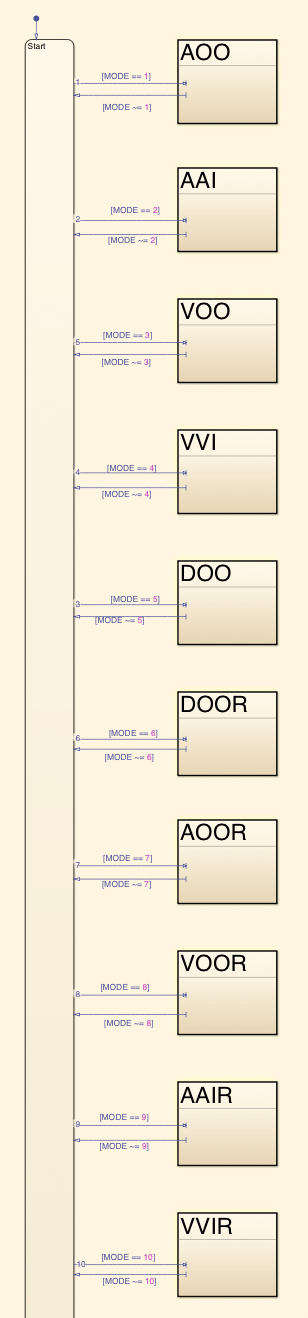 Start
AOO
1 [MODE == 1]
[MODE ~= 1]
AAI
2 [MODE == 2]
[MODE ~= 2]
VOO
5 [MODE == 3]
[MODE ~= 3]
VVI
4 [MODE == 4]
[MODE ~= 4]
DOO
3 [MODE == 5]
[MODE ~= 5]
DOOR
6 [MODE == 6]
[MODE ~= 6]
AOOR
7 [MODE == 7]
[MODE ~= 7]
VOOR
8 [MODE == 8]
[MODE ~= 8]
AAIR
9 [MODE == 9]
[MODE ~= 9]
VVIR
10 [MODE == 10]
[MODE ~= 10]